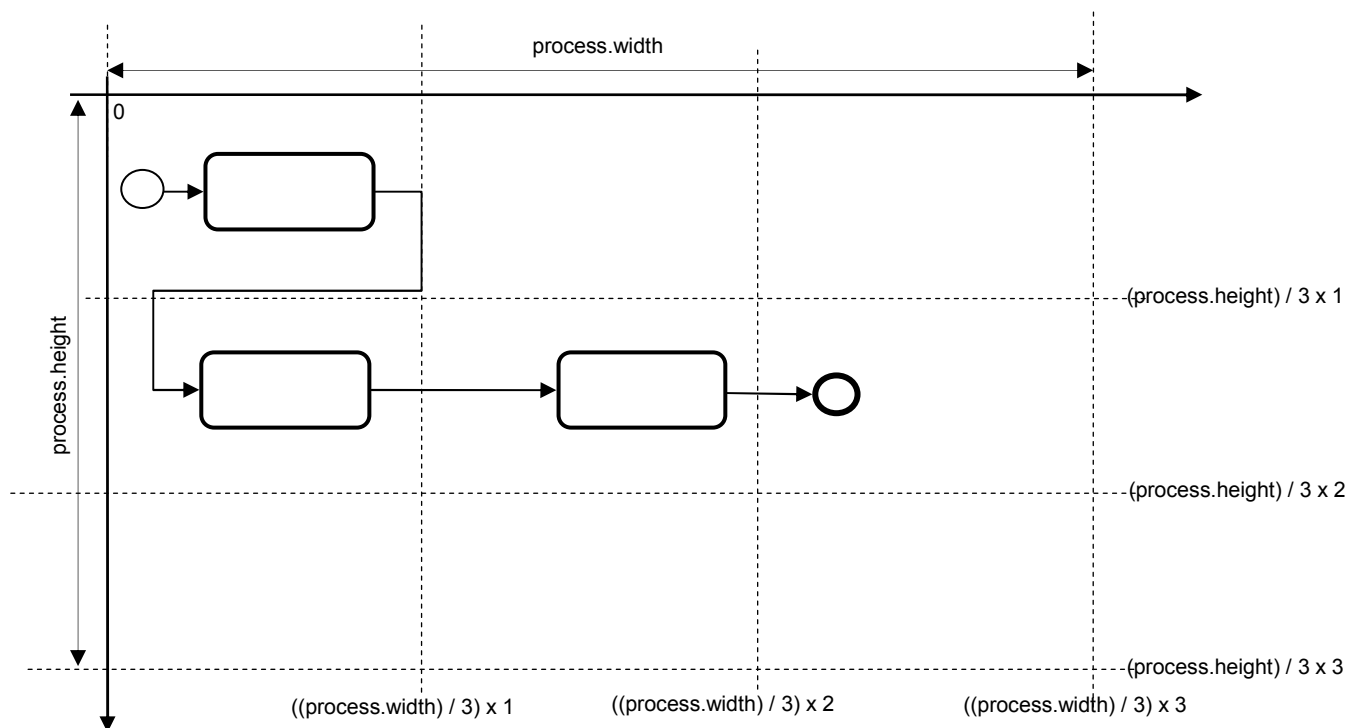 process.width
0
(process.height) / 3 x 1
process.height
(process.height) / 3 x 2
(process.height) / 3 x 3
((process.width) / 3) x 1
((process.width) / 3) x 2
((process.width) / 3) x 3